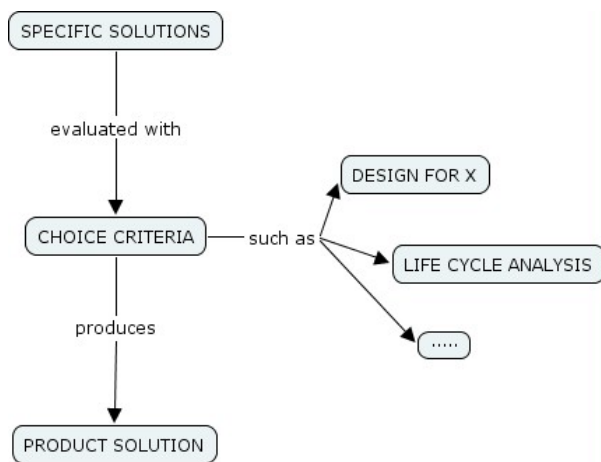 SPECIFIC SOLUTIONS
evaluated with
DESIGN FOR X
CHOICE CRITERIA
such as
LIFE CYCLE ANALYSIS
produces
.....
PRODUCT SOLUTION